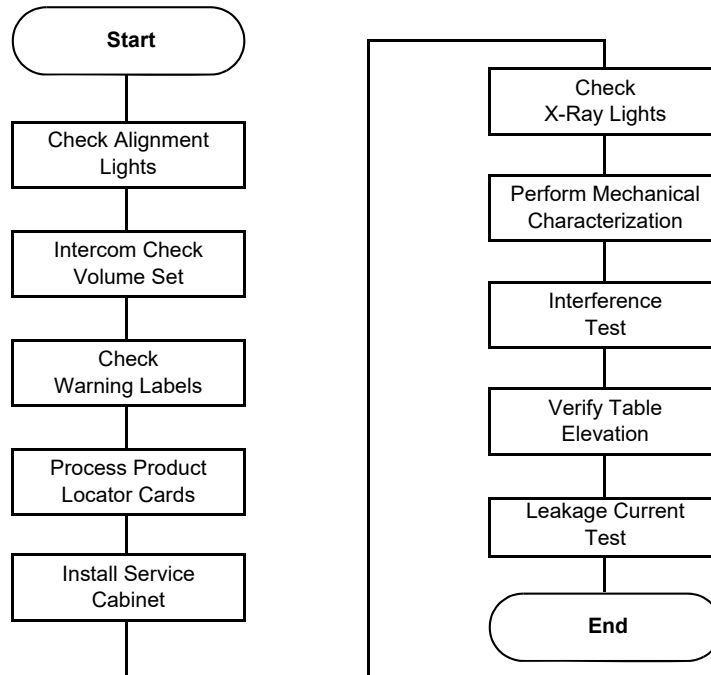 Start
Check Alignment
Lights
Intercom Check
Volume Set
Check
Warning Labels
Process Product
Locator Cards
Install Service
Cabinet
Check
X-Ray Lights
Perform Mechanical
Characterization
Interference
Test
Verify Table
Elevation
Leakage Current
Test
End